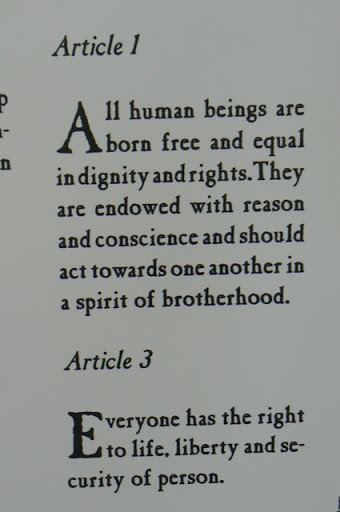 Article 1
All human beings are
born free and equal
in dignity and rights. They
are endowed with reason
and conscience and should
act towards one another in
a spirit of brotherhood.
Article 3
Everyone has the right
to life, liberty and se-
curity of person.